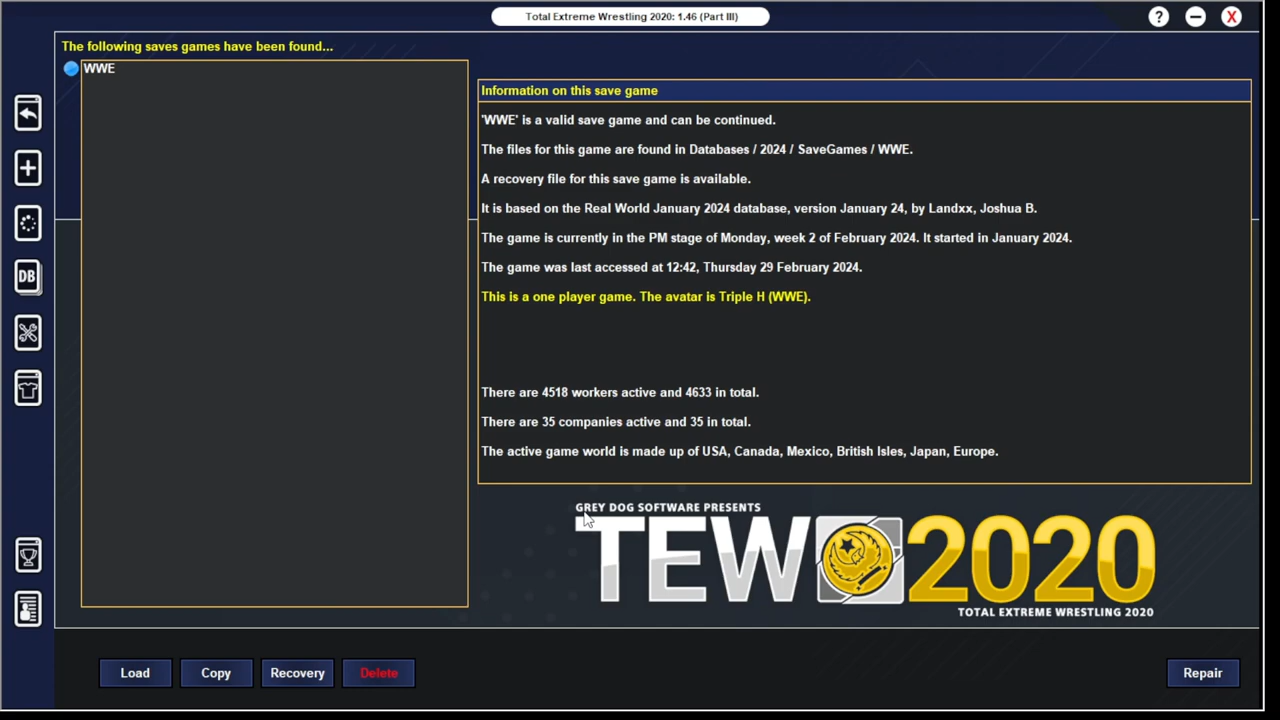 Total Extreme Wrestling 2020: 1.46 (Part III)
?
X
The following saves games have been found...
WWE
Information on this save game
'WWE' is a valid save game and can be continued.
The files for this game are found in Databases / 2024 / SaveGames / WWE.
A recovery file for this save game is available.
It is based on the Real World January 2024 database, version January 24, by Landxx, Joshua B.
The game is currently in the PM stage of Monday, week 2 of February 2024. It started in January 2024.
The game was last accessed at 12:42, Thursday 29 February 2024.
This is a one player game. The avatar is Triple H (WWE).
There are 4518 workers active and 4633 in total.
There are 35 companies active and 35 in total.
The active game world is made up of USA, Canada, Mexico, British Isles, Japan, Europe.
DB
GREY DOG SOFTWARE PRESENTS
TEW 2020
TOTAL EXTREME WRESTLING 2020
Load
Copy
Recovery
Delete
Repair